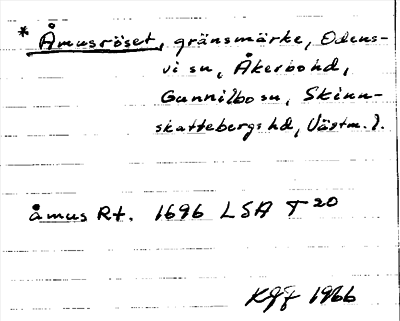 * Åmusröset, gränsmärke, Odens-
vi sn, Åkerbo hd,
Gunnilbo sn, Skinn-
skattebergs hd, Västm. l.
åmus Rt. 1696 LSA T 20
KGF 1966